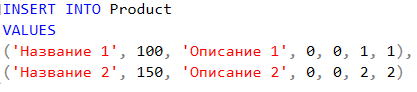 INSERT INTO Product
VALUES
('Название 1', 100, 'Описание 1', 0, 0, 1, 1),
('Название 2', 150, 'Описание 2', 0, 0, 2, 2)